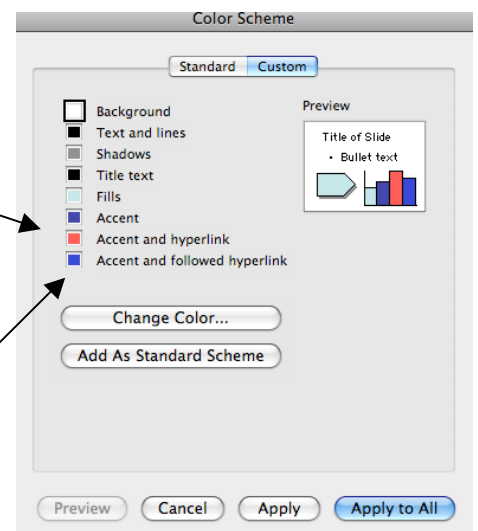 Color Scheme
Standard Custom
Background
Text and lines
Shadows
Title text
Fills
Accent
Accent and hyperlink
Accent and followed hyperlink
Preview
Title of Slide
• Bullet text
Change Color...
Add As Standard Scheme
Preview Cancel Apply Apply to All